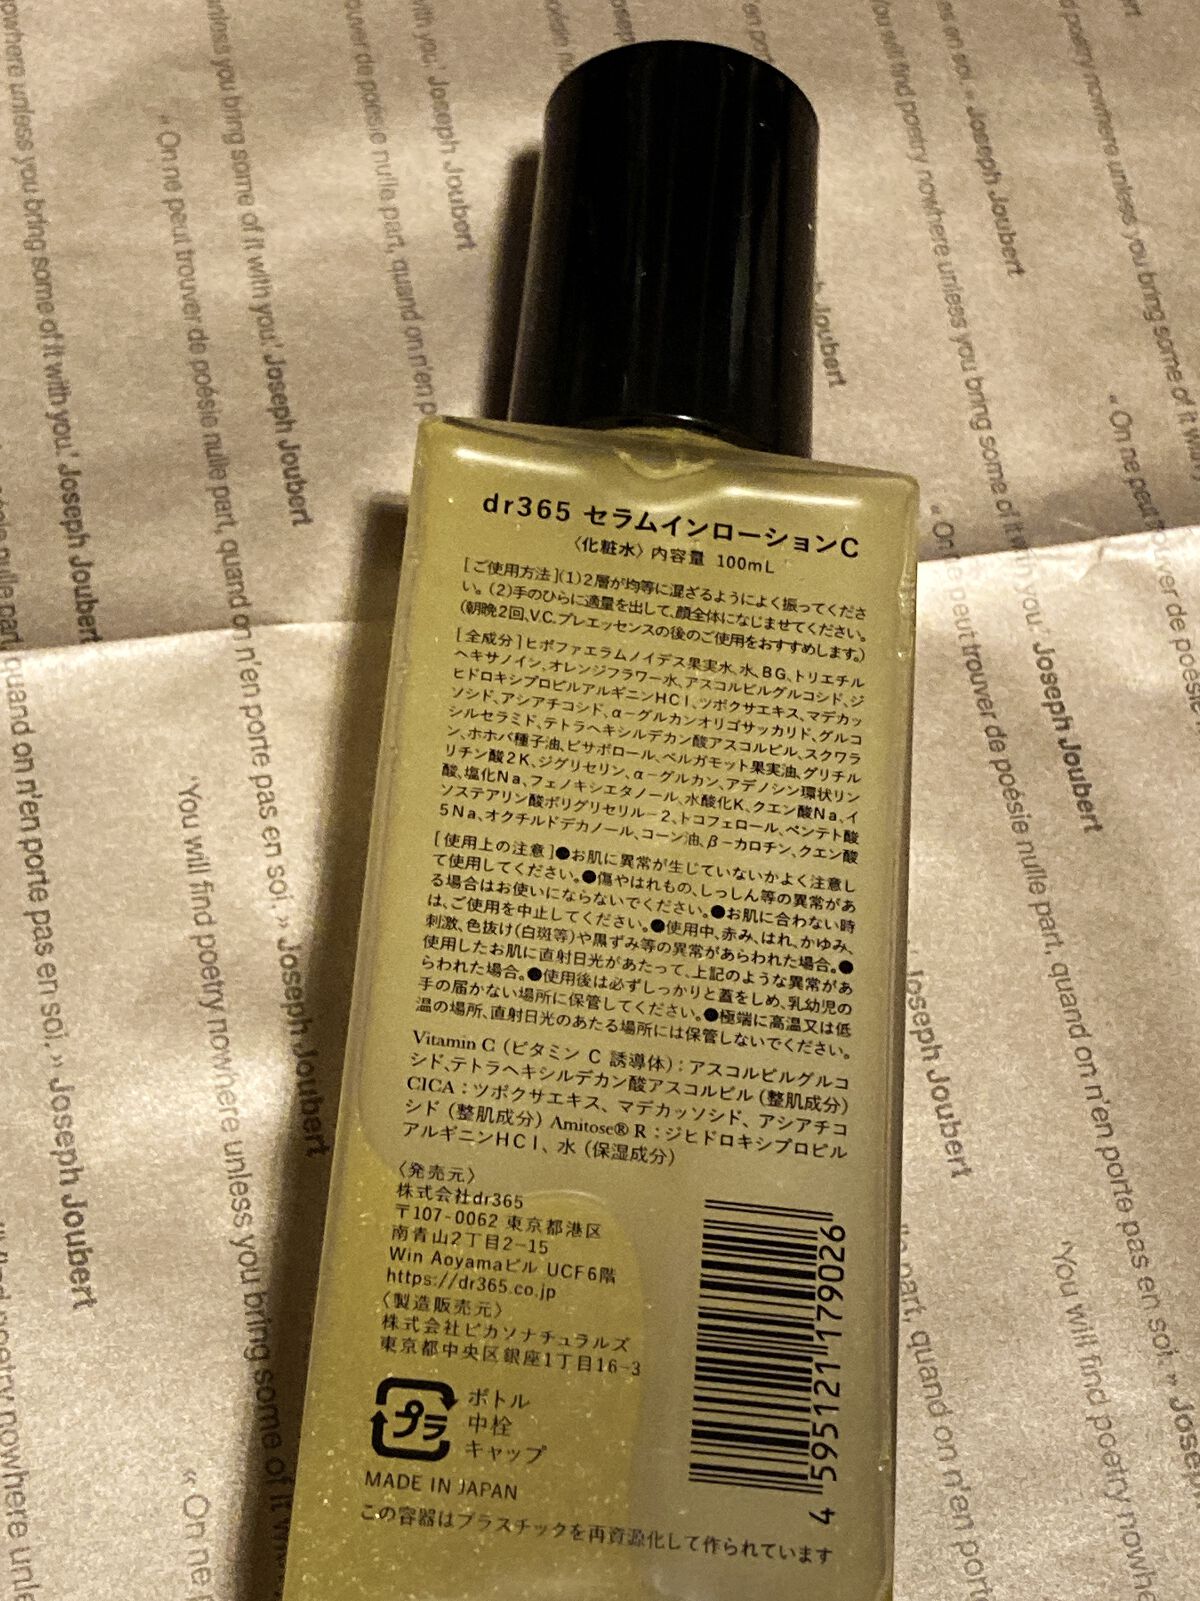 dr365 セラムインローションC
〈化粧水〉内容量 100mL
[ご使用方法](1)2層が均等に混ざるようによく振ってくださ
い。(2)手のひらに適量を出して、顔全体になじませてください。
(朝晩2回、V.C.プレエッセンスの後のご使用をおすすめします。)
[全成分]ヒポファエラムノイデス果実水、水、BG、トリエチル
ヘキサノイン、オレンジフラワー水、アスコルビルグルコシド、ジ
ヒドロキシプロピルアルギニンHCl、ツボクサエキス、マデカッ
ソシド、アシアチコシド、α-グルカンオリゴサッカリド、グルコ
シルセラミド、テトラヘキシルデカン酸アスコルビル、スクワラ
ン、ホホバ種子油、ビサボロール、ベルガモット果実油、グリチル
リチン酸2K、ジグリセリン、α-グルカン、アデノシン環状リン
酸、塩化Na、フェノキシエタノール、水酸化K、クエン酸Na、イ
ソステアリン酸ポリグリセリル-2、トコフェロール、ペンテト酸
5Na、オクチルドデカノール、コーン油、β-カロチン、クエン酸
[使用上の注意]●お肌に異常が生じていないかよく注意し
て使用してください。●傷やはれもの、しっしん等の異常があ
る場合はお使いにならないでください。●お肌に合わない時
は、ご使用を中止してください。●使用中、赤み、はれ、かゆみ、
刺激、色抜け(白斑等)や黒ずみ等の異常があらわれた場合。●
使用したお肌に直射日光があたって、上記のような異常があ
らわれた場合。●使用後は必ずしっかりと蓋をしめ、乳幼児の
手の届かない場所に保管してください。●極端に高温又は低
温の場所、直射日光のあたる場所には保管しないでください。
Vitamin C (ビタミン C 誘導体) : アスコルビルグルコ
シド、テトラヘキシルデカン酸アスコルビル (整肌成分)
CICA : ツボクサエキス、マデカッソシド、アシアチコ
シド (整肌成分) Amitose® R : ジヒドロキシプロピル
アルギニンHCl、水 (保湿成分)
〈発売元〉
株式会社dr365
〒107-0062 東京都港区
南青山2丁目2-15
Win Aoyamaビル UCF6階
https://dr365.co.jp
〈製造販売元〉
株式会社ピカソナチュラルズ
東京都中央区銀座1丁目16-3
プラ
ボトル
中栓
キャップ
MADE IN JAPAN
この容器はプラスチックを再資源化して作られています
4 595121 179026
« On ne peut trouver de poésie nulle part, quand on n'en porte pas en soi. » Joseph Joubert
'You will find poetry nowhere unless you bring some of it